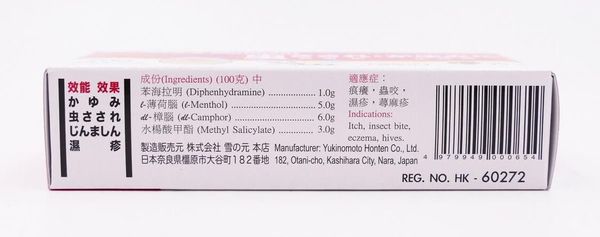 效能 效果
かゆみ
虫さされ
じんましん
濕疹
成份(Ingredients) (100克) 中
苯海拉明 (Diphenhydramine) .................... 1.0g
ℓ-薄荷腦 (ℓ-Menthol) .................... 5.0g
dℓ-樟腦 (dℓ-Camphor) .................... 6.0g
水楊酸甲酯 (Methyl Salicylate) .................... 3.0g
製造販売元 株式会社 雪の元 本店 Manufacturer: Yukinomoto Honten Co., Ltd.
日本奈良県橿原市大谷町182番地 182, Otani-cho, Kashihara City, Nara, Japan
適應症:
痕癢,蟲咬,
濕疹,蕁麻疹
Indications:
Itch, insect bite,
eczema, hives.
4 979949 000654
REG. NO. HK - 60272